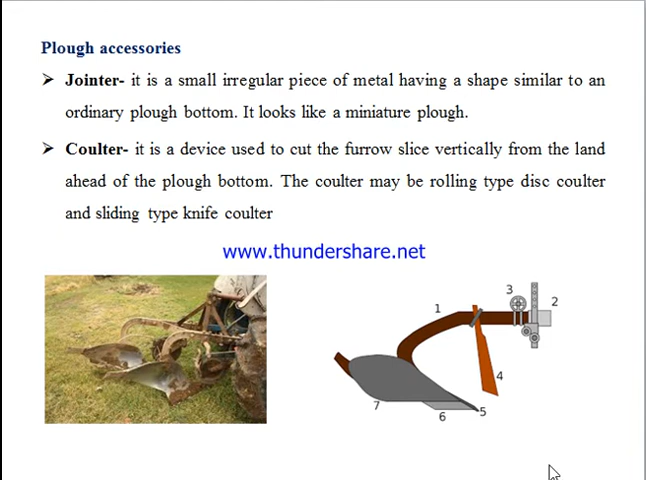 Plough accessories
➤ Jointer- it is a small irregular piece of metal having a shape similar to an
ordinary plough bottom. It looks like a miniature plough.
➤ Coulter- it is a device used to cut the furrow slice vertically from the land
ahead of the plough bottom. The coulter may be rolling type disc coulter
and sliding type knife coulter
www.thundershare.net
3
2
1
4
7
5
6